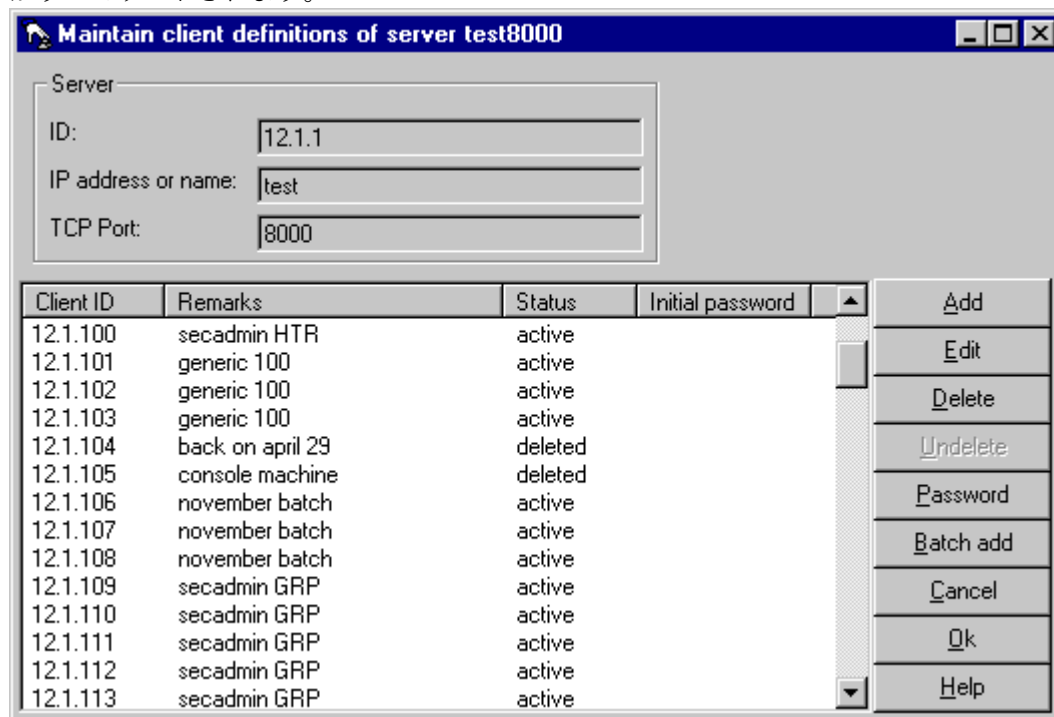 Maintain client definitions of server test8000
Server
ID: 12.1.1
IP address or name: test
TCP Port: 8000
Client ID Remarks Status Initial password
12.1.100 secadmin HTR active
12.1.101 generic 100 active
12.1.102 generic 100 active
12.1.103 generic 100 active
12.1.104 back on april 29 deleted
12.1.105 console machine deleted
12.1.106 november batch active
12.1.107 november batch active
12.1.108 november batch active
12.1.109 secadmin GRP active
12.1.110 secadmin GRP active
12.1.111 secadmin GRP active
12.1.112 secadmin GRP active
12.1.113 secadmin GRP active
Add
Edit
Delete
Undelete
Password
Batch add
Cancel
Ok
Help